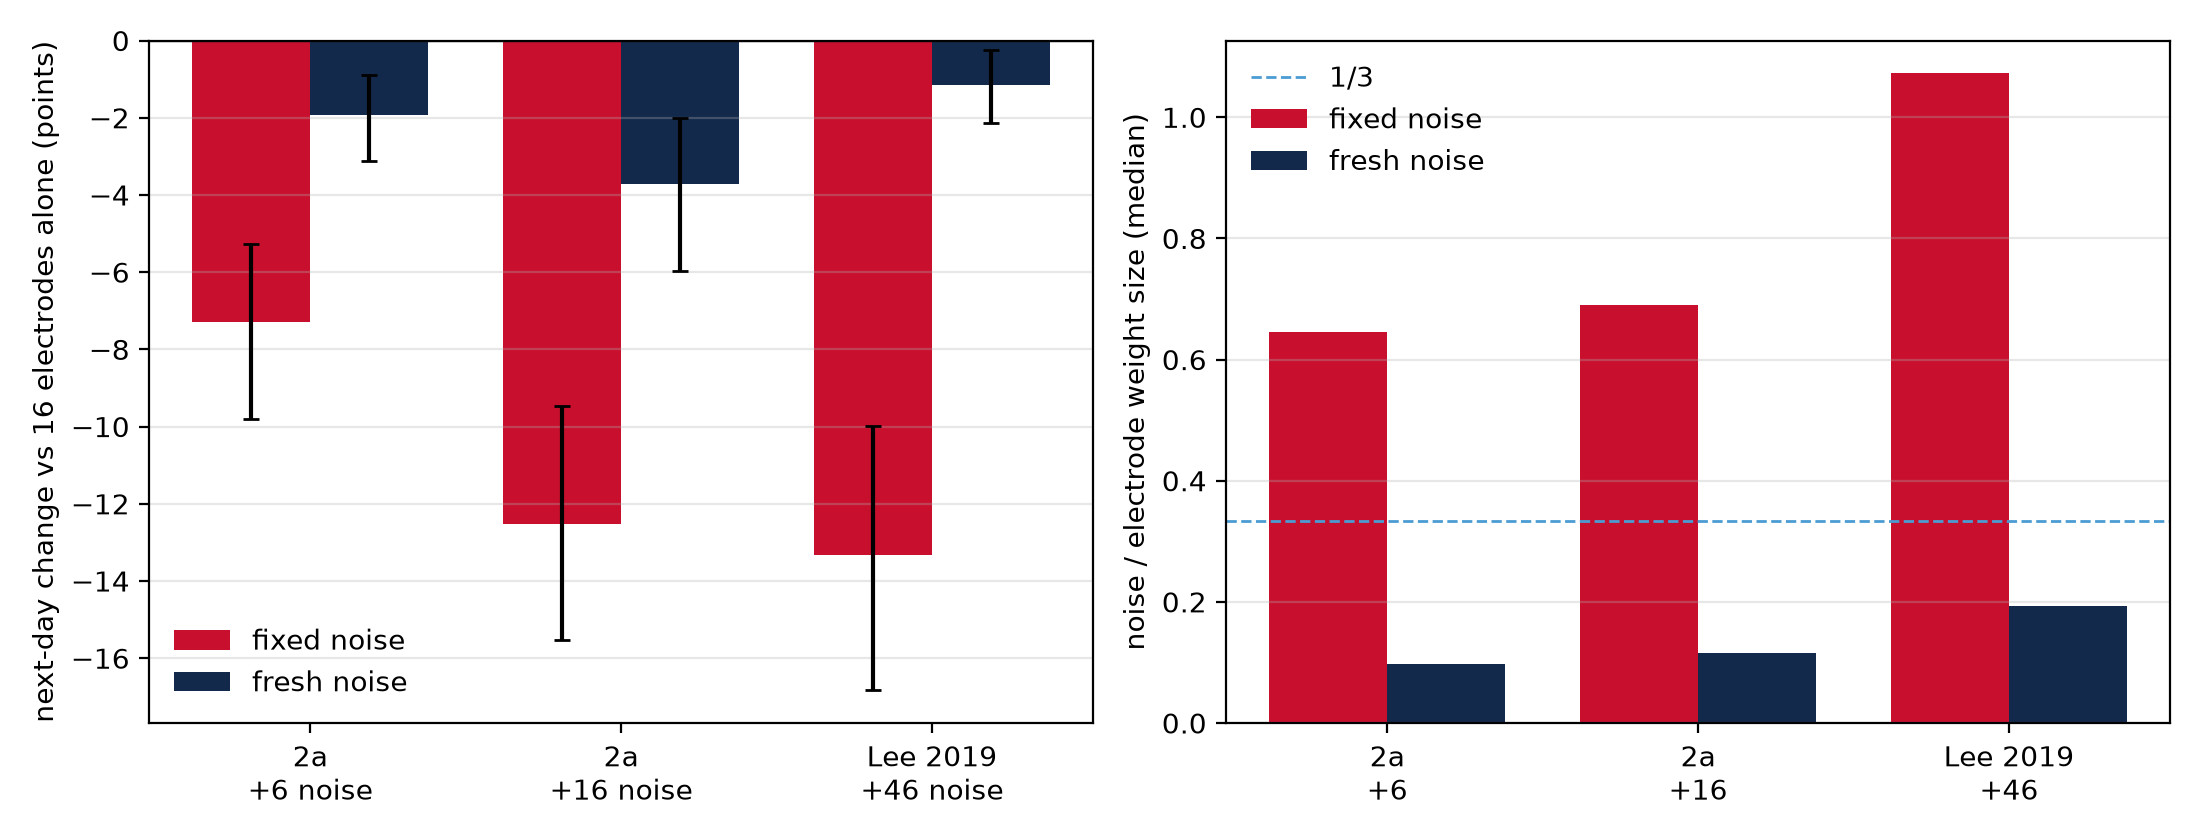 next-day change vs 16 electrodes alone (points)
0
−2
−4
−6
−8
−10
−12
−14
−16
fixed noise
fresh noise
2a
+6 noise
2a
+16 noise
Lee 2019
+46 noise
noise / electrode weight size (median)
1.0
0.8
0.6
0.4
0.2
0.0
1/3
fixed noise
fresh noise
2a
+6
2a
+16
Lee 2019
+46